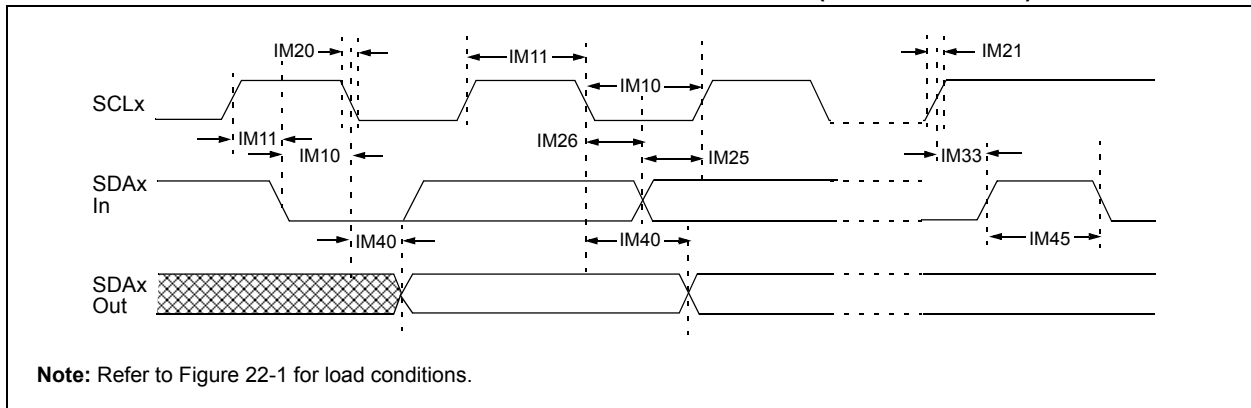 IM20
IM11
IM21
IM10
SCLx
IM11
IM26
IM10
IM25
IM33
SDAx
In
IM40
IM40
IM45
SDAx
Out
Note: Refer to Figure 22-1 for load conditions.